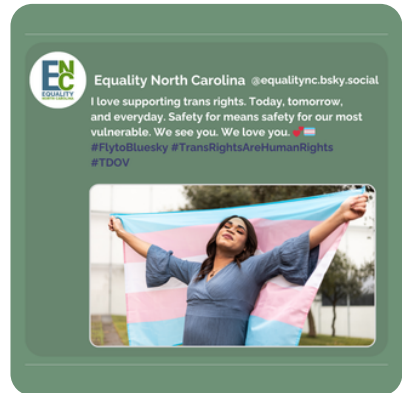 ENC
EQUALITY
NORTH CAROLINA
Equality North Carolina @equalitync.bsky.social
I love supporting trans rights. Today, tomorrow,
and everyday. Safety for means safety for our most
vulnerable. We see you. We love you. 💕🏳️‍⚧️
#FlytoBluesky #TransRightsAreHumanRights
#TDOV